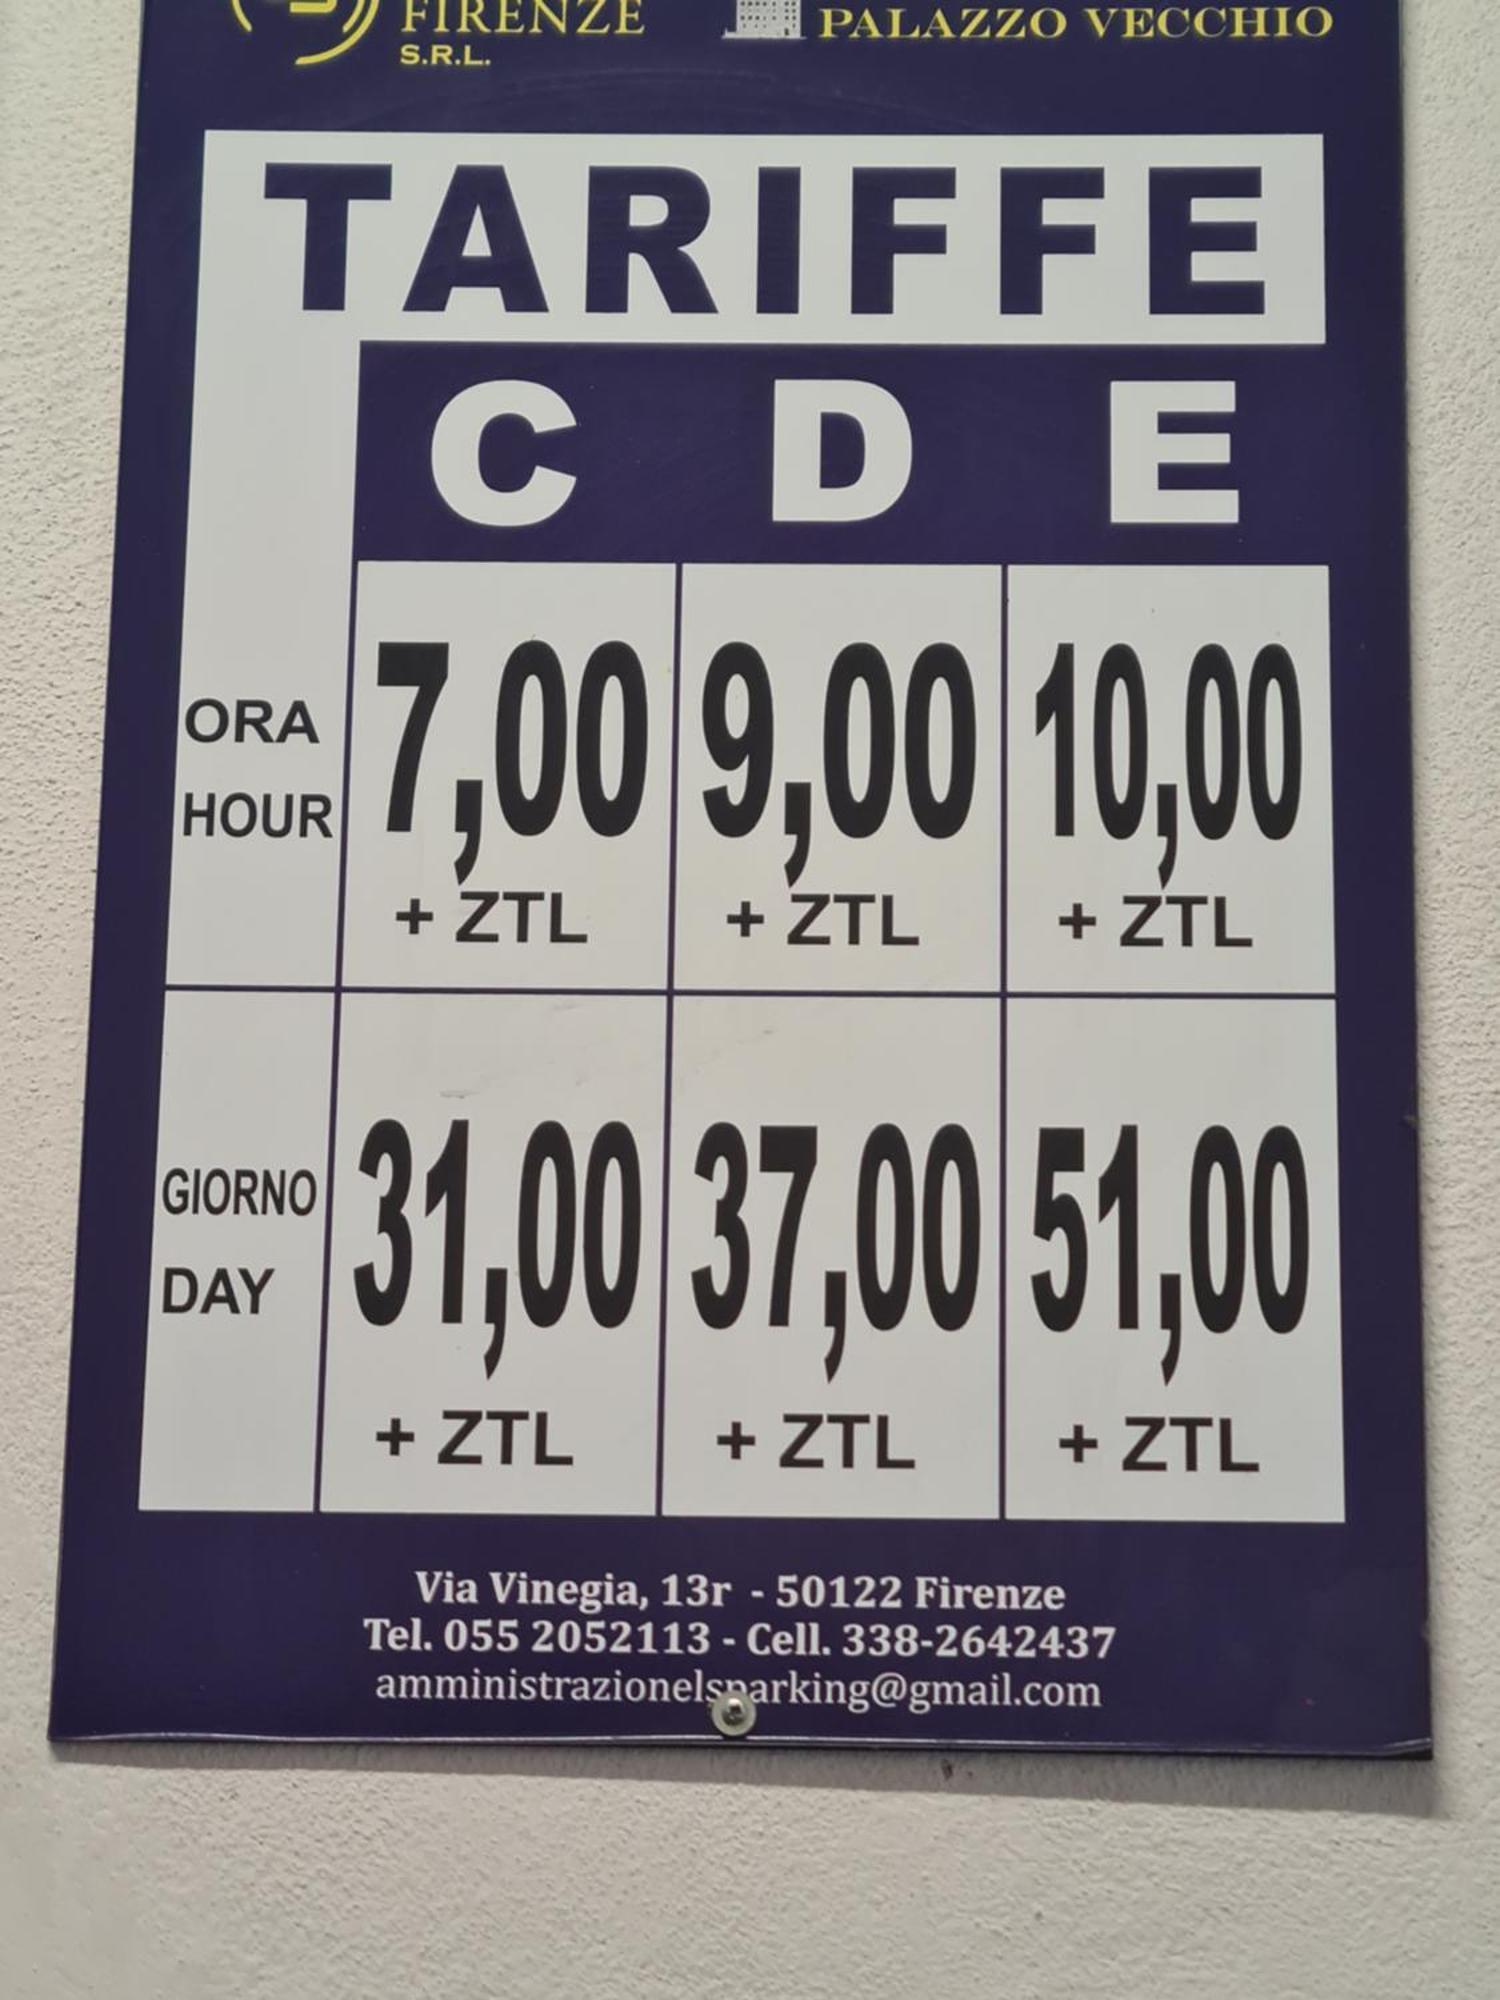 FIRENZE
S.R.L.
PALAZZO VECCHIO
TARIFFE
C D E
ORA
HOUR
7,00 9,00 10,00
+ ZTL + ZTL + ZTL
GIORNO
DAY
31,00 37,00 51,00
+ ZTL + ZTL + ZTL
Via Vinegia, 13r - 50122 Firenze
Tel. 055 2052113 - Cell. 338-2642437
amministrazionelsparking@gmail.com